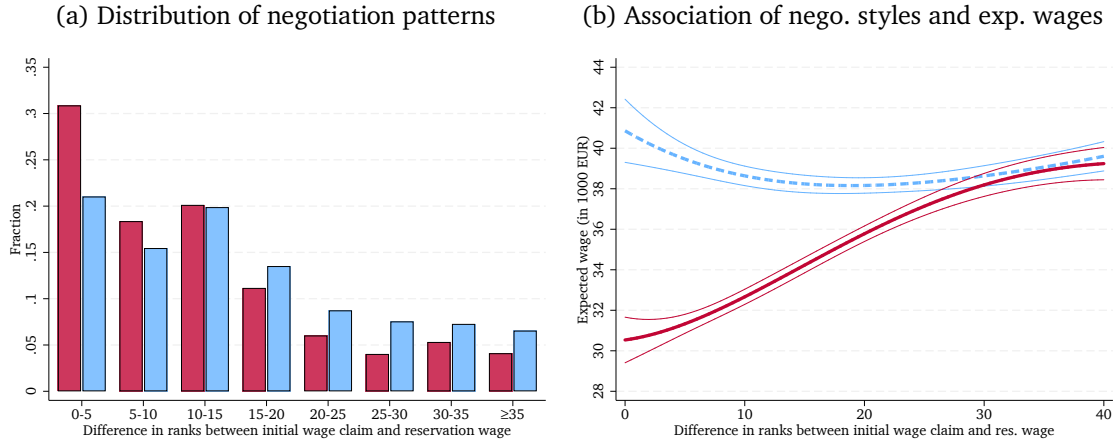 (a) Distribution of negotiation patterns
Fraction
.35
.3
.25
.2
.15
.1
.05
0
0-5 5-10 10-15 15-20 20-25 25-30 30-35 ≥35
Difference in ranks between initial wage claim and reservation wage
(b) Association of nego. styles and exp. wages
Expected wage (in 1000 EUR)
44
42
40
38
36
34
32
30
28
0 10 20 30 40
Difference in ranks between initial wage claim and res. wage